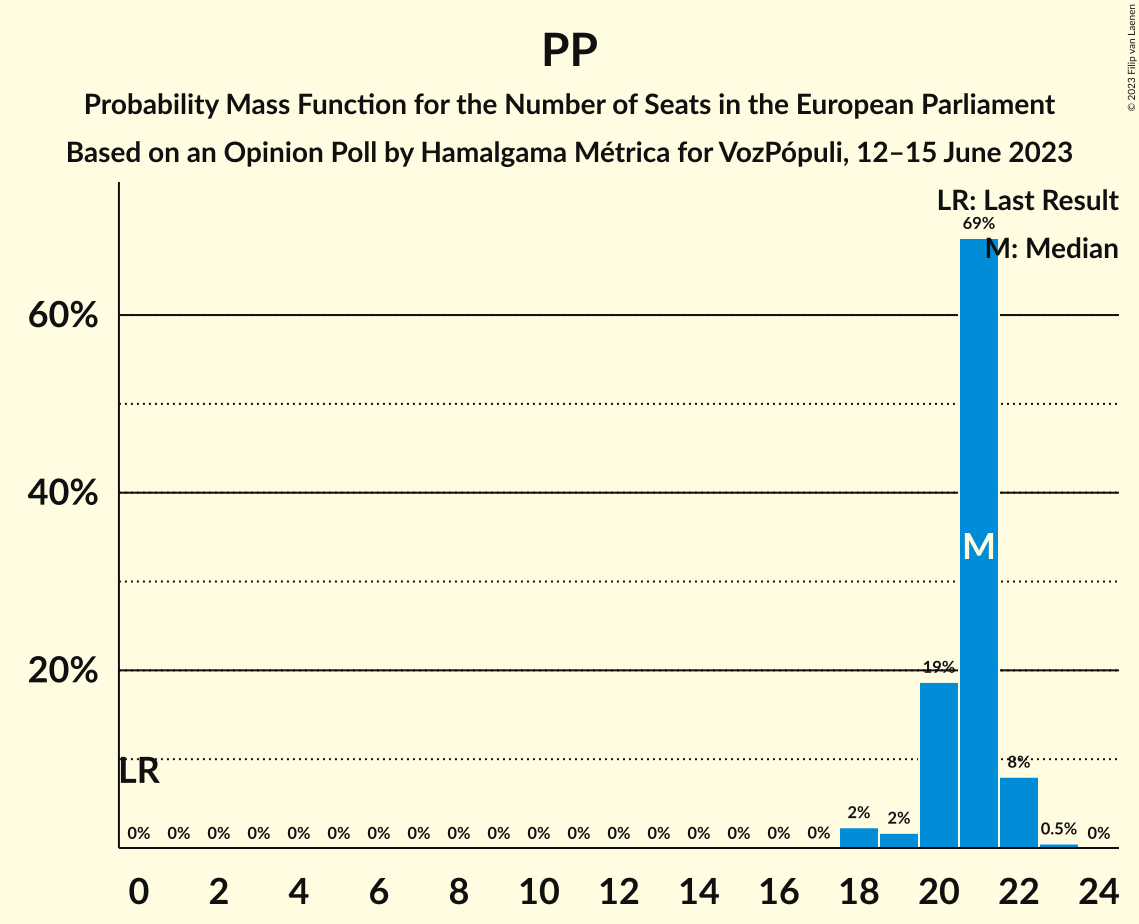 PP
Probability Mass Function for the Number of Seats in the European Parliament
Based on an Opinion Poll by Hamalgama Métrica for VozPópuli, 12–15 June 2023
© 2023 Filip van Laenen
LR: Last Result
M: Median
69%
60%
40%
M
20%
19%
LR
8%
0% 0% 0% 0% 0% 0% 0% 0% 0% 0% 0% 0% 0% 0% 0% 0% 0% 0% 2% 2% 0.5% 0%
0 2 4 6 8 10 12 14 16 18 20 22 24